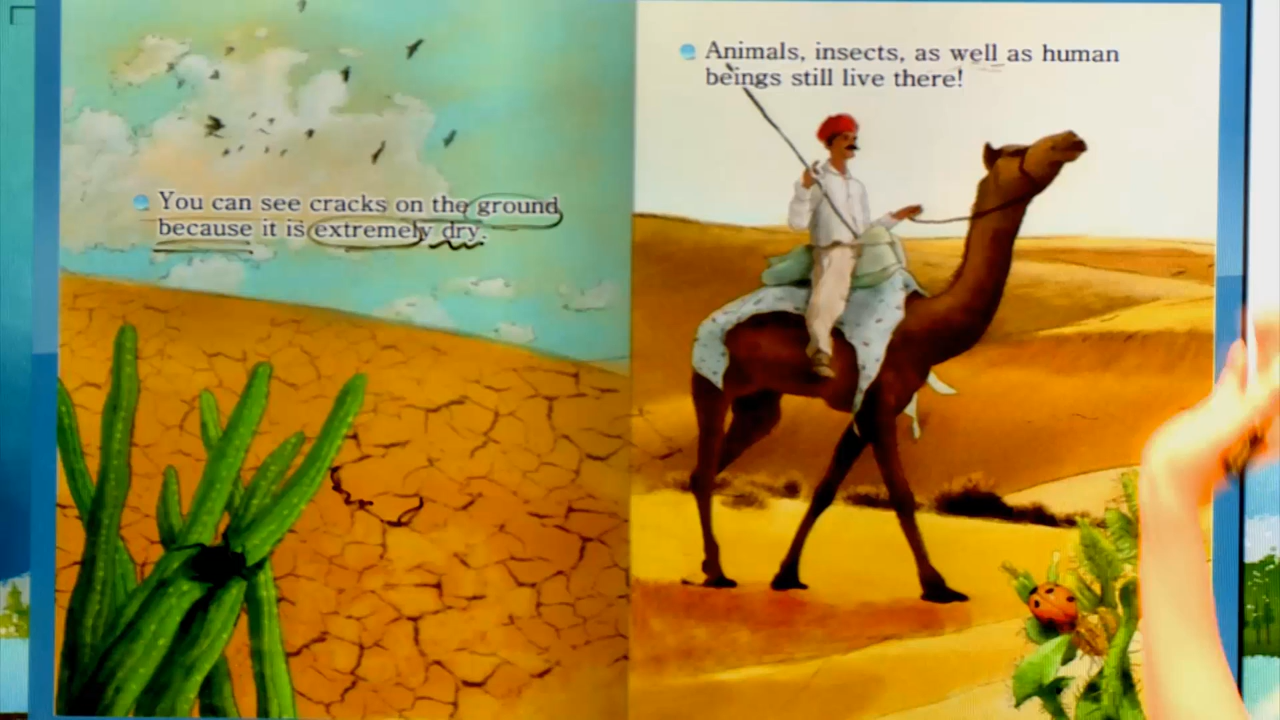 You can see cracks on the ground
because it is extremely dry.
Animals, insects, as well as human
beings still live there!